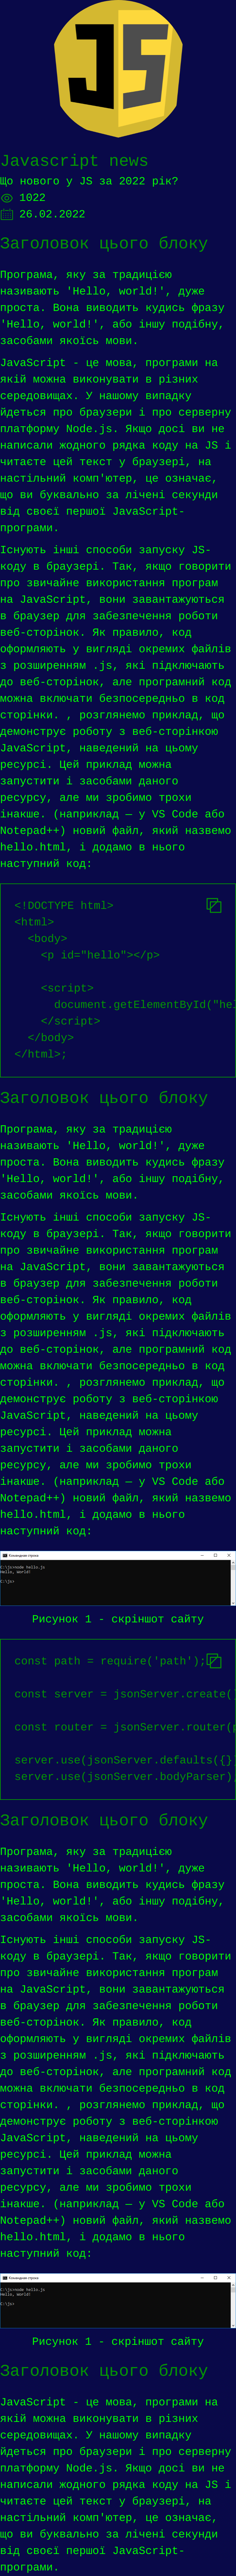 JS
Javascript news
Що нового у JS за 2022 рік?
1022
26.02.2022
Заголовок цього блоку
Програма, яку за традицією
називають 'Hello, world!', дуже
проста. Вона виводить кудись фразу
'Hello, world!', або іншу подібну,
засобами якоїсь мови.
JavaScript - це мова, програми на
якій можна виконувати в різних
середовищах. У нашому випадку
йдеться про браузери і про серверну
платформу Node.js. Якщо досі ви не
написали жодного рядка коду на JS і
читаєте цей текст у браузері, на
настільний комп'ютер, це означає,
що ви буквально за лічені секунди
від своєї першої JavaScript-
програми.
Існують інші способи запуску JS-
коду в браузері. Так, якщо говорити
про звичайне використання програм
на JavaScript, вони завантажуються
в браузер для забезпечення роботи
веб-сторінок. Як правило, код
оформляють у вигляді окремих файлів
з розширенням .js, які підключають
до веб-сторінок, але програмний код
можна включати безпосередньо в код
сторінки. , розглянемо приклад, що
демонструє роботу з веб-сторінкою
JavaScript, наведений на цьому
ресурсі. Цей приклад можна
запустити і засобами даного
ресурсу, але ми зробимо трохи
інакше. (наприклад — у VS Code або
Notepad++) новий файл, який назвемо
hello.html, і додамо в нього
наступний код:
<!DOCTYPE html>
<html>
<body>
<p id="hello"></p>
<script>
document.getElementById("hel
</script>
</body>
</html>;
Заголовок цього блоку
Програма, яку за традицією
називають 'Hello, world!', дуже
проста. Вона виводить кудись фразу
'Hello, world!', або іншу подібну,
засобами якоїсь мови.
Існують інші способи запуску JS-
коду в браузері. Так, якщо говорити
про звичайне використання програм
на JavaScript, вони завантажуються
в браузер для забезпечення роботи
веб-сторінок. Як правило, код
оформляють у вигляді окремих файлів
з розширенням .js, які підключають
до веб-сторінок, але програмний код
можна включати безпосередньо в код
сторінки. , розглянемо приклад, що
демонструє роботу з веб-сторінкою
JavaScript, наведений на цьому
ресурсі. Цей приклад можна
запустити і засобами даного
ресурсу, але ми зробимо трохи
інакше. (наприклад — у VS Code або
Notepad++) новий файл, який назвемо
hello.html, і додамо в нього
наступний код:
Командная строка
C:\js>node hello.js
Hello, World!
C:\js>
Рисунок 1 - скріншот сайту
const path = require('path');
const server = jsonServer.create()
const router = jsonServer.router(p
server.use(jsonServer.defaults({})
server.use(jsonServer.bodyParser);
Заголовок цього блоку
Програма, яку за традицією
називають 'Hello, world!', дуже
проста. Вона виводить кудись фразу
'Hello, world!', або іншу подібну,
засобами якоїсь мови.
Існують інші способи запуску JS-
коду в браузері. Так, якщо говорити
про звичайне використання програм
на JavaScript, вони завантажуються
в браузер для забезпечення роботи
веб-сторінок. Як правило, код
оформляють у вигляді окремих файлів
з розширенням .js, які підключають
до веб-сторінок, але програмний код
можна включати безпосередньо в код
сторінки. , розглянемо приклад, що
демонструє роботу з веб-сторінкою
JavaScript, наведений на цьому
ресурсі. Цей приклад можна
запустити і засобами даного
ресурсу, але ми зробимо трохи
інакше. (наприклад — у VS Code або
Notepad++) новий файл, який назвемо
hello.html, і додамо в нього
наступний код:
Командная строка
C:\js>node hello.js
Hello, World!
C:\js>
Рисунок 1 - скріншот сайту
Заголовок цього блоку
JavaScript - це мова, програми на
якій можна виконувати в різних
середовищах. У нашому випадку
йдеться про браузери і про серверну
платформу Node.js. Якщо досі ви не
написали жодного рядка коду на JS і
читаєте цей текст у браузері, на
настільний комп'ютер, це означає,
що ви буквально за лічені секунди
від своєї першої JavaScript-
програми.